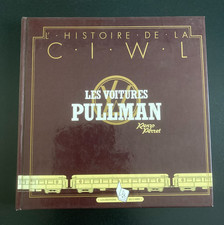 L'HISTOIRE·DE·LA
C·I·W·L
LES VOITURES
PULLMAN